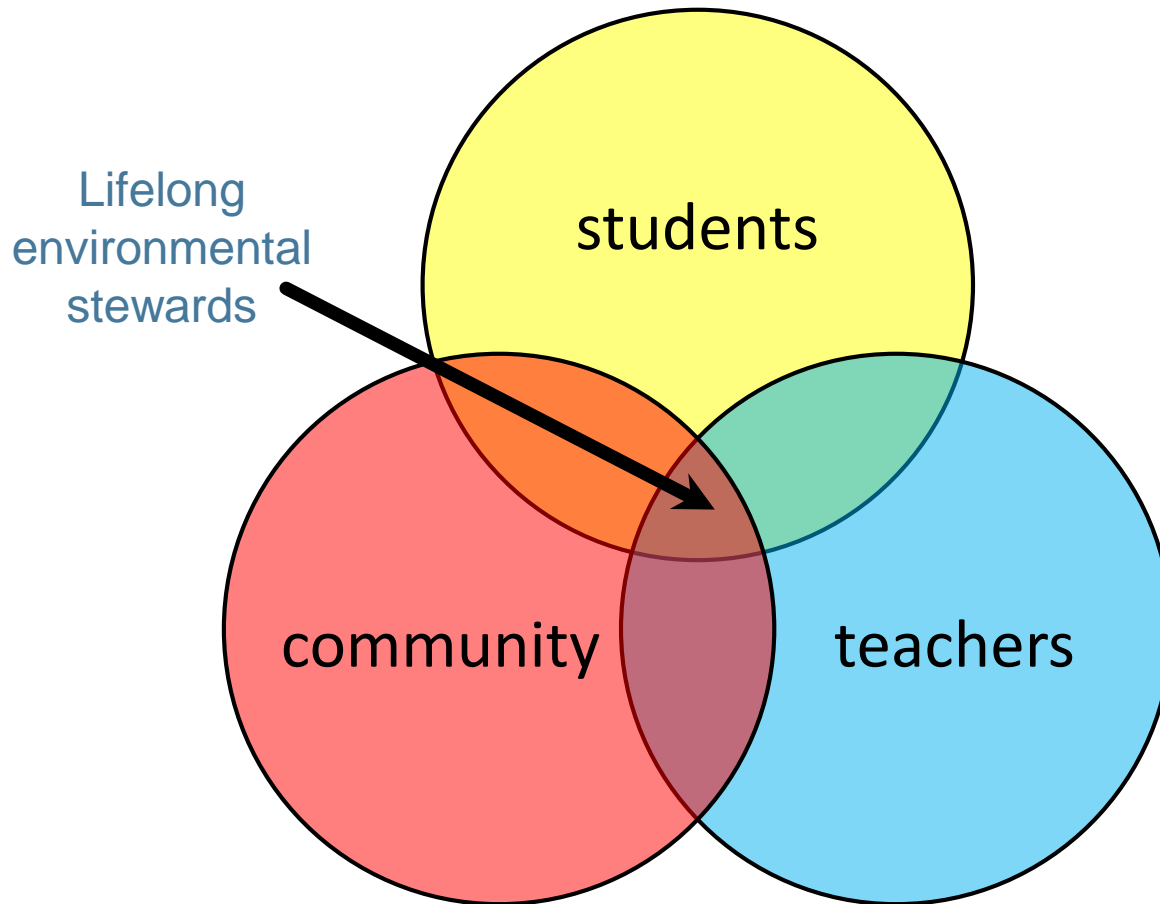 Lifelong
environmental
stewards
students
community
teachers